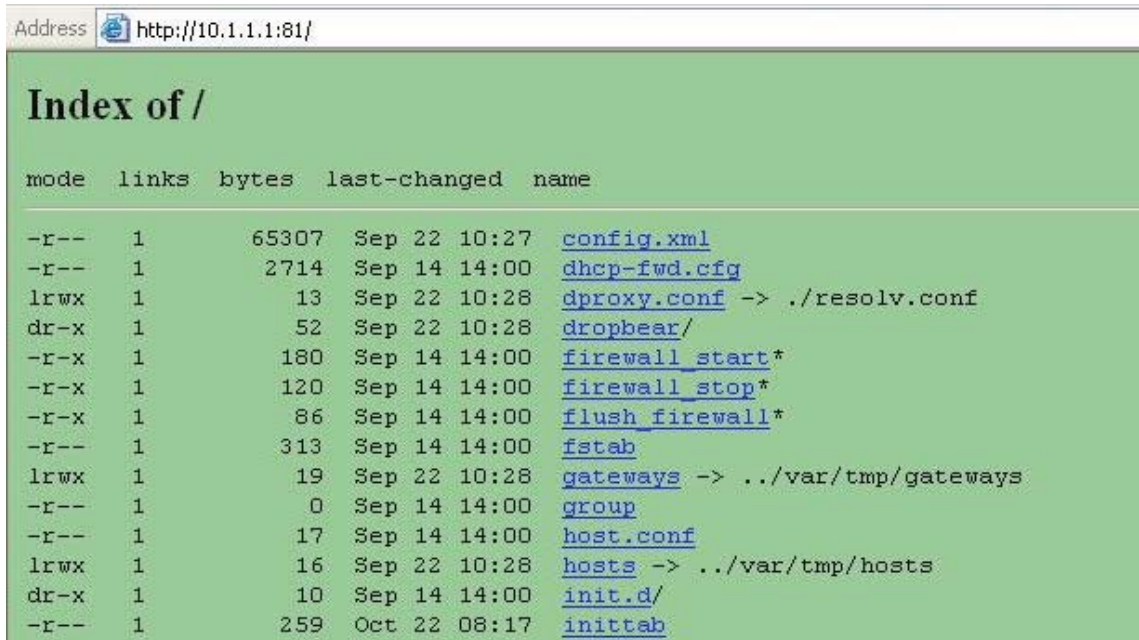 Address http://10.1.1.1:81/
Index of /
mode links bytes last-changed name
-r-- 1 65307 Sep 22 10:27 config.xml
-r-- 1 2714 Sep 14 14:00 dhcp-fwd.cfg
lrwx 1 13 Sep 22 10:28 dproxy.conf -> ./resolv.conf
dr-x 1 52 Sep 22 10:28 dropbear/
-r-x 1 180 Sep 14 14:00 firewall_start*
-r-x 1 120 Sep 14 14:00 firewall_stop*
-r-x 1 86 Sep 14 14:00 flush_firewall*
-r-- 1 313 Sep 14 14:00 fstab
lrwx 1 19 Sep 22 10:28 gateways -> ../var/tmp/gateways
-r-- 1 0 Sep 14 14:00 group
-r-- 1 17 Sep 14 14:00 host.conf
lrwx 1 16 Sep 22 10:28 hosts -> ../var/tmp/hosts
dr-x 1 10 Sep 14 14:00 init.d/
-r-- 1 259 Oct 22 08:17 inittab